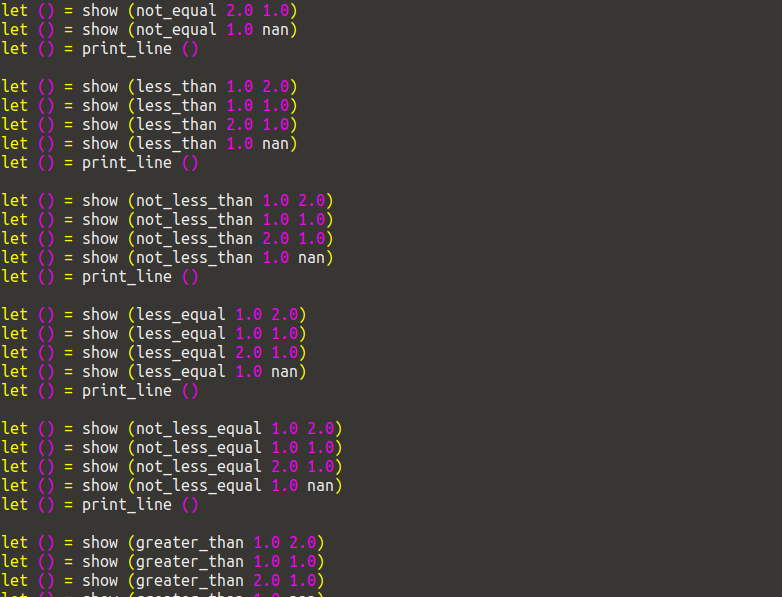 let () = show (not_equal 2.0 1.0)
let () = show (not_equal 1.0 nan)
let () = print_line ()
let () = show (less_than 1.0 2.0)
let () = show (less_than 1.0 1.0)
let () = show (less_than 2.0 1.0)
let () = show (less_than 1.0 nan)
let () = print_line ()
let () = show (not_less_than 1.0 2.0)
let () = show (not_less_than 1.0 1.0)
let () = show (not_less_than 2.0 1.0)
let () = show (not_less_than 1.0 nan)
let () = print_line ()
let () = show (less_equal 1.0 2.0)
let () = show (less_equal 1.0 1.0)
let () = show (less_equal 2.0 1.0)
let () = show (less_equal 1.0 nan)
let () = print_line ()
let () = show (not_less_equal 1.0 2.0)
let () = show (not_less_equal 1.0 1.0)
let () = show (not_less_equal 2.0 1.0)
let () = show (not_less_equal 1.0 nan)
let () = print_line ()
let () = show (greater_than 1.0 2.0)
let () = show (greater_than 1.0 1.0)
let () = show (greater_than 2.0 1.0)